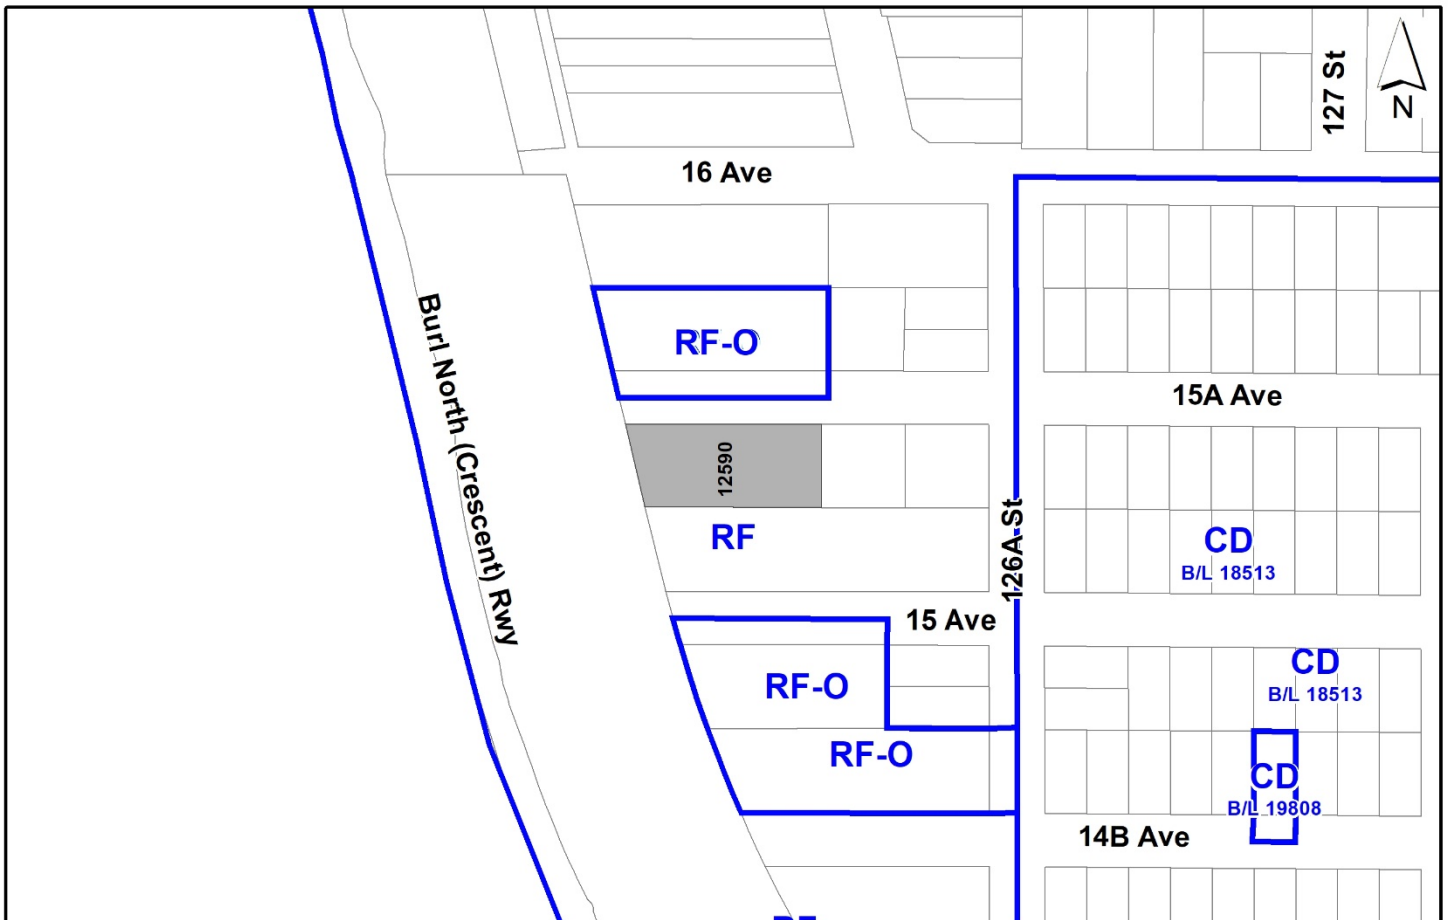 127 St
N
16 Ave
RF-O
Burl North (Crescent) Rwy
15A Ave
12590
RF
126A St
CD
B/L 18513
15 Ave
CD
B/L 18513
RF-O
RF-O
CD
B/L 19808
14B Ave
RF